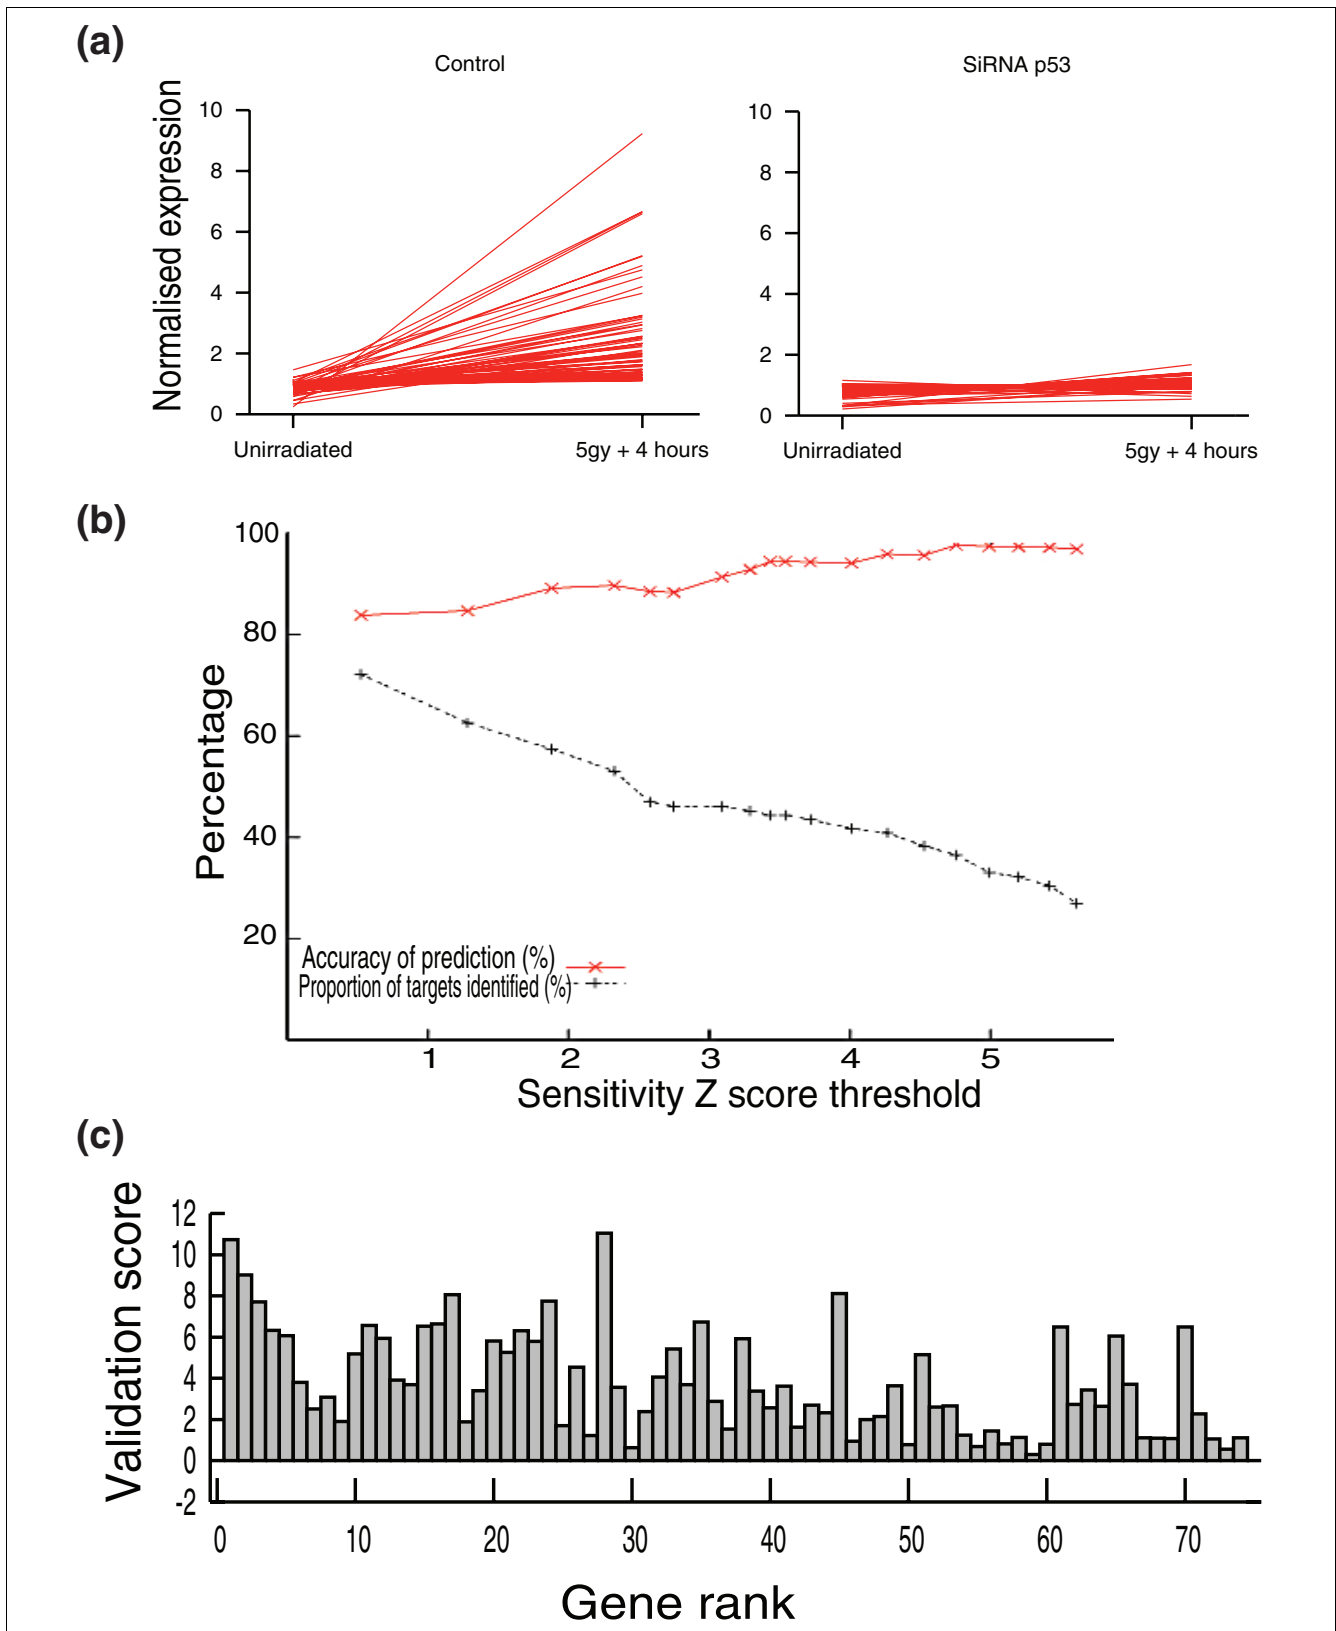 (a)
Control
SiRNA p53
Normalised expression
10
8
6
4
2
0
Unirradiated
5gy + 4 hours
10
8
6
4
2
0
Unirradiated
5gy + 4 hours
(b)
Percentage
100
80
60
40
20
Accuracy of prediction (%)
Proportion of targets identified (%)
1 2 3 4 5
Sensitivity Z score threshold
(c)
Validation score
12
10
8
6
4
2
0
-2
0 10 20 30 40 50 60 70
Gene rank